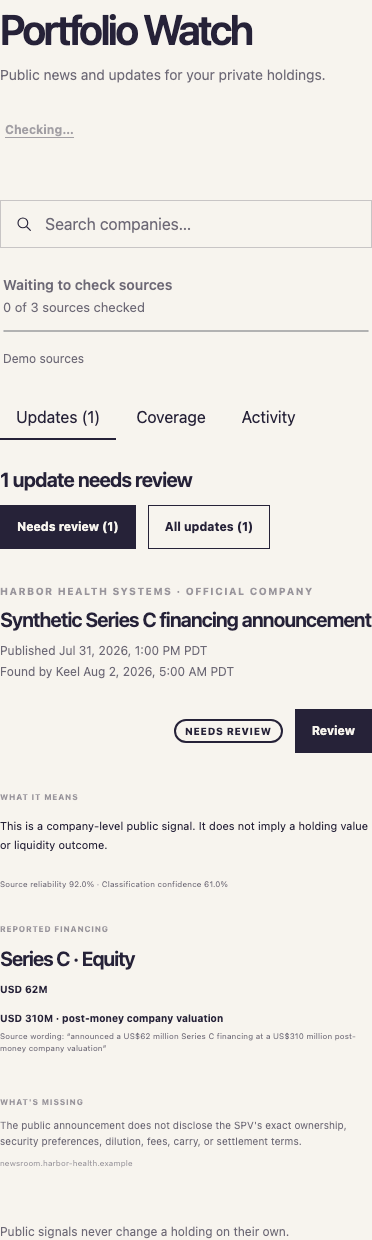 Portfolio Watch
Public news and updates for your private holdings.
Checking...
Search companies...
Waiting to check sources
0 of 3 sources checked
Demo sources
Updates (1) Coverage Activity
1 update needs review
Needs review (1) All updates (1)
HARBOR HEALTH SYSTEMS · OFFICIAL COMPANY
Synthetic Series C financing announcement
Published Jul 31, 2026, 1:00 PM PDT
Found by Keel Aug 2, 2026, 5:00 AM PDT
NEEDS REVIEW Review
WHAT IT MEANS
This is a company-level public signal. It does not imply a holding value
or liquidity outcome.
Source reliability 92.0% · Classification confidence 61.0%
REPORTED FINANCING
Series C · Equity
USD 62M
USD 310M · post-money company valuation
Source wording: “announced a US$62 million Series C financing at a US$310 million post-
money company valuation”
WHAT'S MISSING
The public announcement does not disclose the SPV's exact ownership,
security preferences, dilution, fees, carry, or settlement terms.
newsroom.harbor-health.example
Public signals never change a holding on their own.